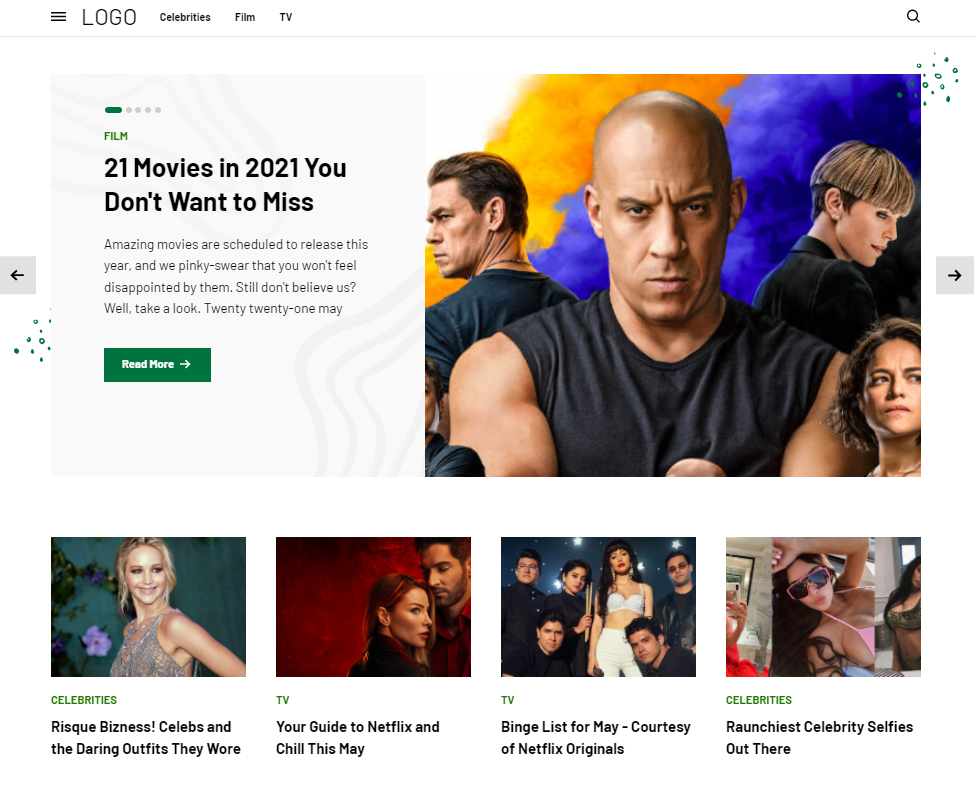 LOGO
Celebrities
Film
TV
FILM
21 Movies in 2021 You
Don't Want to Miss
Amazing movies are scheduled to release this
year, and we pinky-swear that you won't feel
disappointed by them. Still don't believe us?
Well, take a look. Twenty twenty-one may
Read More
CELEBRITIES
Risque Bizness! Celebs and
the Daring Outfits They Wore
TV
Your Guide to Netflix and
Chill This May
TV
Binge List for May - Courtesy
of Netflix Originals
CELEBRITIES
Raunchiest Celebrity Selfies
Out There